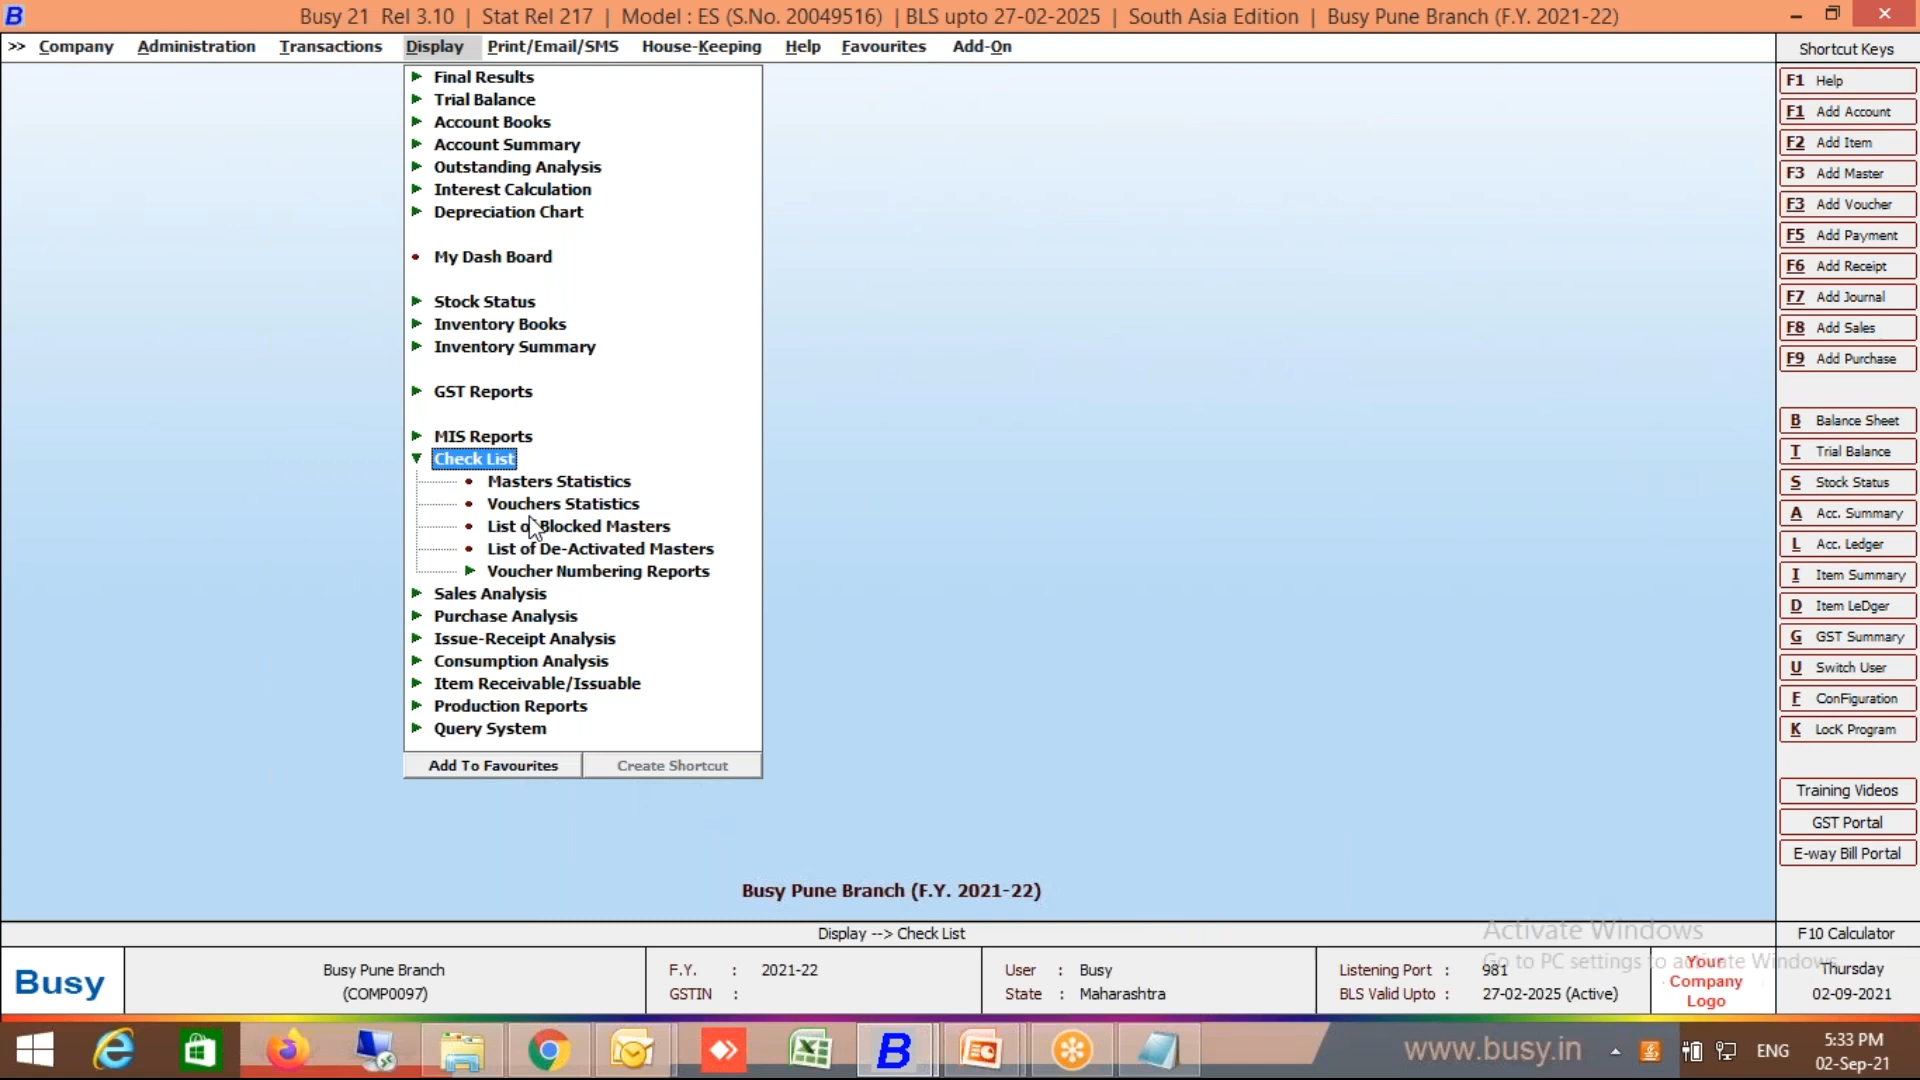 B
Busy 21 Rel 3.10 | Stat Rel 217 | Model : ES (S.No. 20049516) | BLS upto 27-02-2025 | South Asia Edition | Busy Pune Branch (F.Y. 2021-22)
>> Company Administration Transactions Display Print/Email/SMS House-Keeping Help Favourites Add-On
Final Results
Trial Balance
Account Books
Account Summary
Outstanding Analysis
Interest Calculation
Depreciation Chart
My Dash Board
Stock Status
Inventory Books
Inventory Summary
GST Reports
MIS Reports
Check List
Masters Statistics
Vouchers Statistics
List of Blocked Masters
List of De-Activated Masters
Voucher Numbering Reports
Sales Analysis
Purchase Analysis
Issue-Receipt Analysis
Consumption Analysis
Item Receivable/Issuable
Production Reports
Query System
Add To Favourites Create Shortcut
Shortcut Keys
F1 Help
F1 Add Account
F2 Add Item
F3 Add Master
F3 Add Voucher
F5 Add Payment
F6 Add Receipt
F7 Add Journal
F8 Add Sales
F9 Add Purchase
B Balance Sheet
T Trial Balance
S Stock Status
A Acc. Summary
L Acc. Ledger
I Item Summary
D Item LeDger
G GST Summary
U Switch User
F ConFiguration
K LocK Program
Training Videos
GST Portal
E-way Bill Portal
Busy Pune Branch (F.Y. 2021-22)
Display --> Check List
Activate Windows
Go to PC settings to activate Windows.
F10 Calculator
Busy
Busy Pune Branch
(COMP0097)
F.Y. : 2021-22
GSTIN :
User : Busy
State : Maharashtra
Listening Port : 981
BLS Valid Upto : 27-02-2025 (Active)
Your
Company
Logo
Thursday
02-09-2021
B
www.busy.in
ENG
5:33 PM
02-Sep-21